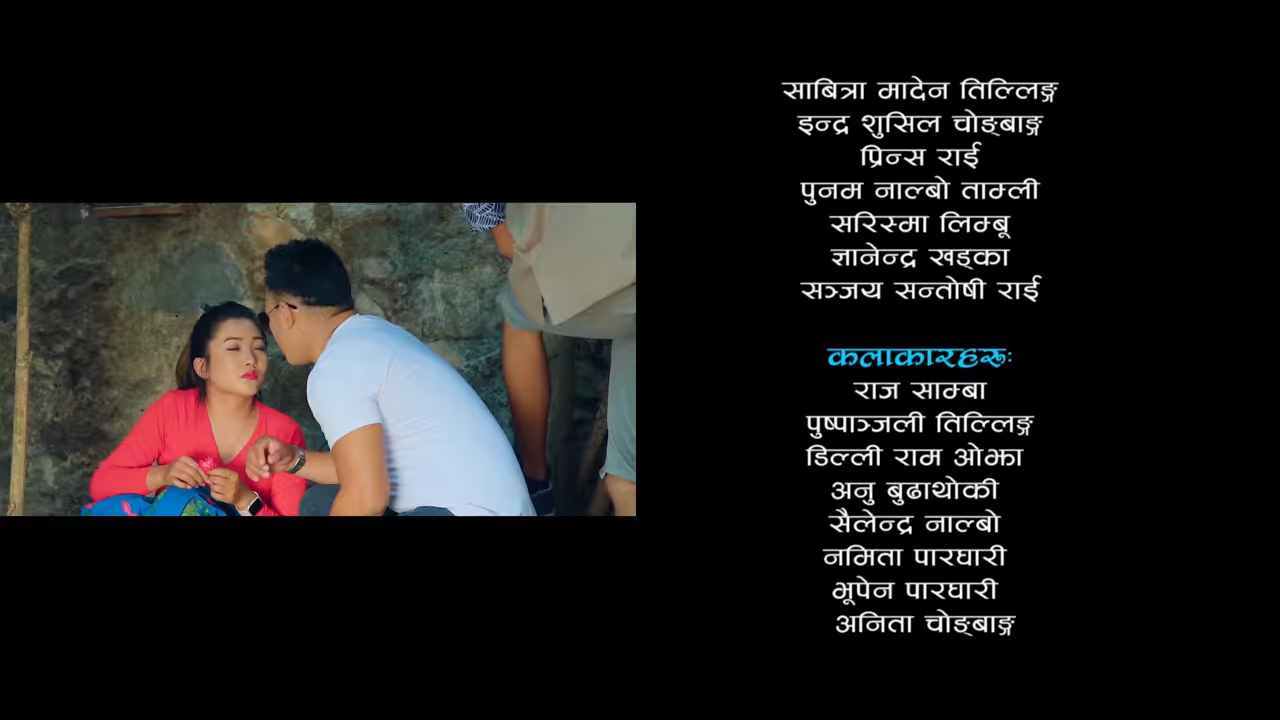 साबित्रा मादेन तिल्लिङ्ग
इन्द्र शुसिल चोङ्बाङ्ग
प्रिन्स राई
पुनम नाल्बो ताम्ली
सरिस्मा लिम्बू
ज्ञानेन्द्र खड्का
सञ्जय सन्तोषी राई
कलाकारहरूः
राज साम्बा
पुष्पाञ्जली तिल्लिङ्ग
डिल्ली राम ओझा
अनु बुढाथोकी
सैलेन्द्र नाल्बो
नमिता पारघारी
भूपेन पारघारी
अनिता चोङ्बाङ्ग